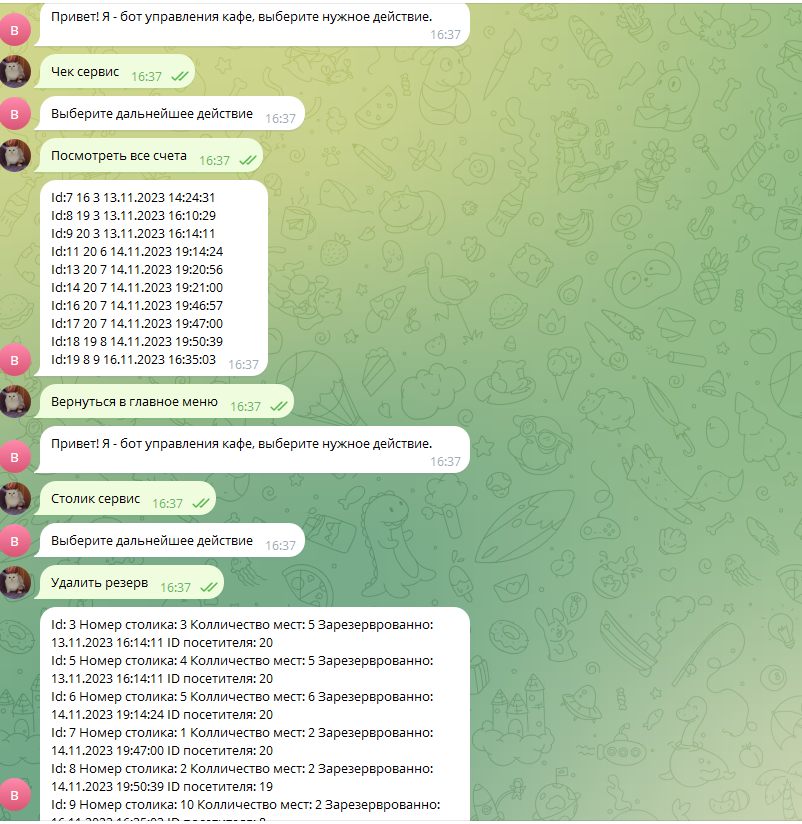 Привет! Я - бот управления кафе, выберите нужное действие.
16:37
В
Чек сервис 16:37
Выберите дальнейшее действие 16:37
В
Посмотреть все счета 16:37
Id:7 16 3 13.11.2023 14:24:31
Id:8 19 3 13.11.2023 16:10:29
Id:9 20 3 13.11.2023 16:14:11
Id:11 20 6 14.11.2023 19:14:24
Id:13 20 7 14.11.2023 19:20:56
Id:14 20 7 14.11.2023 19:21:00
Id:16 20 7 14.11.2023 19:46:57
Id:17 20 7 14.11.2023 19:47:00
Id:18 19 8 14.11.2023 19:50:39
Id:19 8 9 16.11.2023 16:35:03 16:37
В
Вернуться в главное меню 16:37
Привет! Я - бот управления кафе, выберите нужное действие.
16:37
В
Столик сервис 16:37
Выберите дальнейшее действие 16:37
В
Удалить резерв 16:37
Id: 3 Номер столика: 3 Колличество мест: 5 Зарезервровано:
13.11.2023 16:14:11 ID посетителя: 20
Id: 5 Номер столика: 4 Колличество мест: 5 Зарезервровано:
13.11.2023 16:14:11 ID посетителя: 20
Id: 6 Номер столика: 5 Колличество мест: 6 Зарезервровано:
14.11.2023 19:14:24 ID посетителя: 20
Id: 7 Номер столика: 1 Колличество мест: 2 Зарезервровано:
14.11.2023 19:47:00 ID посетителя: 20
Id: 8 Номер столика: 2 Колличество мест: 2 Зарезервровано:
14.11.2023 19:50:39 ID посетителя: 19
Id: 9 Номер столика: 10 Колличество мест: 2 Зарезервровано:
В